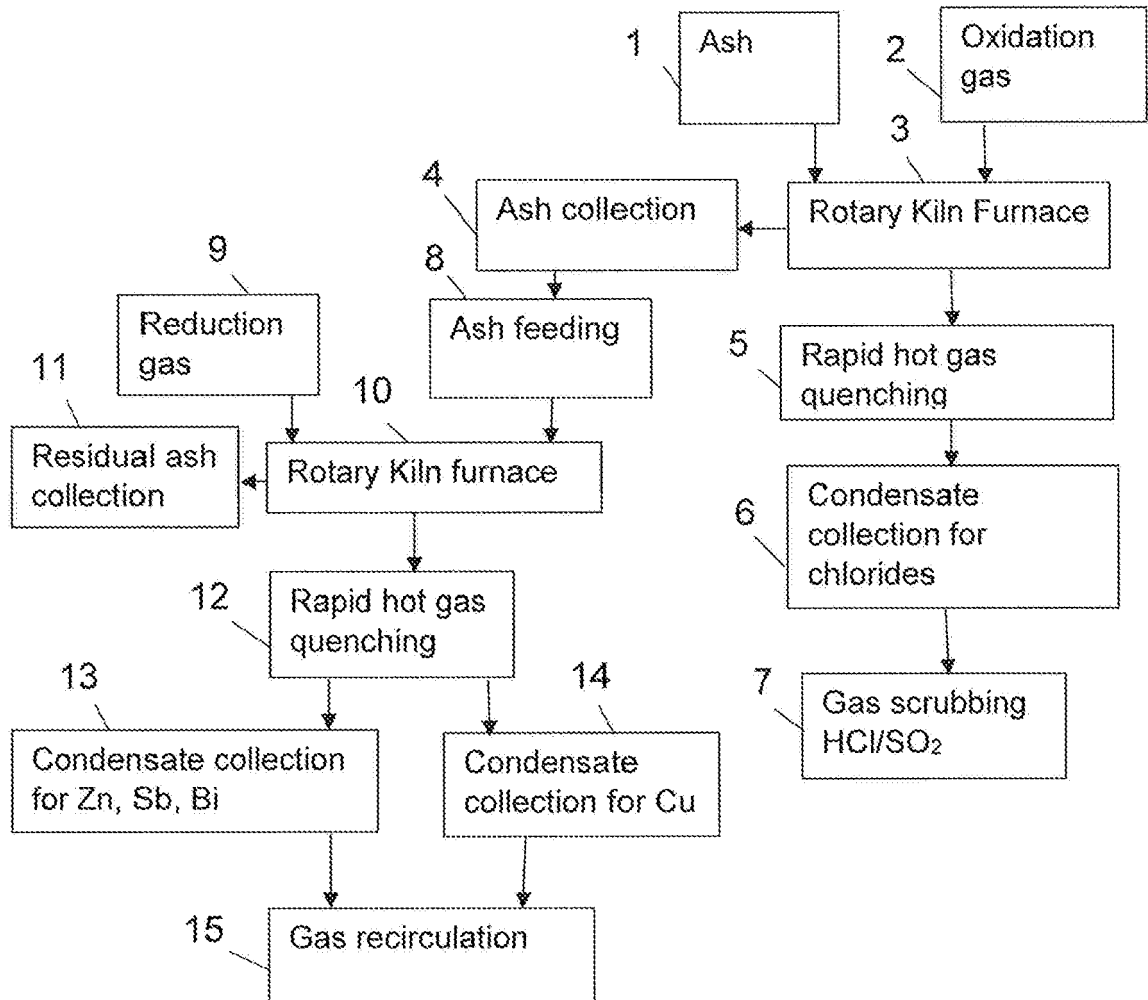 1
Ash
2
Oxidation
gas
3
4
Ash collection
Rotary Kiln Furnace
9
Reduction
gas
8
Ash feeding
5
Rapid hot gas
quenching
11
Residual ash
collection
10
Rotary Kiln furnace
6
Condensate
collection for
chlorides
12
Rapid hot gas
quenching
7
Gas scrubbing
HCl/SO₂
13
Condensate collection
for Zn, Sb, Bi
14
Condensate
collection for Cu
15
Gas recirculation